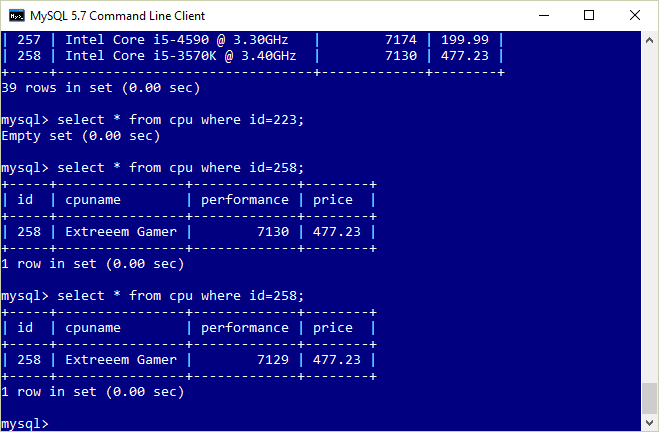 MySQL 5.7 Command Line Client
| 257 | Intel Core i5-4590 @ 3.30GHz   |        7174 | 199.99 |
| 258 | Intel Core i5-3570K @ 3.40GHz  |        7130 | 477.23 |
+-----+--------------------------------+-------------+--------+
39 rows in set (0.00 sec)
mysql> select * from cpu where id=223;
Empty set (0.00 sec)
mysql> select * from cpu where id=258;
+-----+----------------+-------------+--------+
| id  | cpuname        | performance | price  |
+-----+----------------+-------------+--------+
| 258 | Extreeem Gamer |        7130 | 477.23 |
+-----+----------------+-------------+--------+
1 row in set (0.00 sec)
mysql> select * from cpu where id=258;
+-----+----------------+-------------+--------+
| id  | cpuname        | performance | price  |
+-----+----------------+-------------+--------+
| 258 | Extreeem Gamer |        7129 | 477.23 |
+-----+----------------+-------------+--------+
1 row in set (0.00 sec)
mysql>